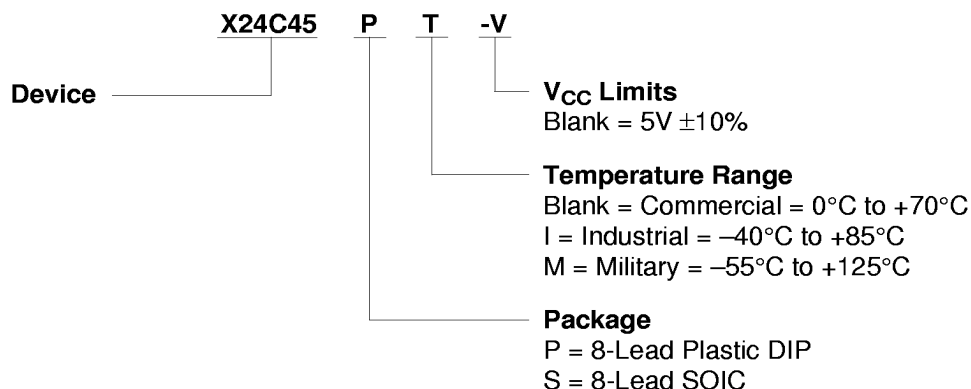 X24C45 P T -V
Device
VCC Limits
Blank = 5V ±10%
Temperature Range
Blank = Commercial = 0°C to +70°C
I = Industrial = –40°C to +85°C
M = Military = –55°C to +125°C
Package
P = 8-Lead Plastic DIP
S = 8-Lead SOIC